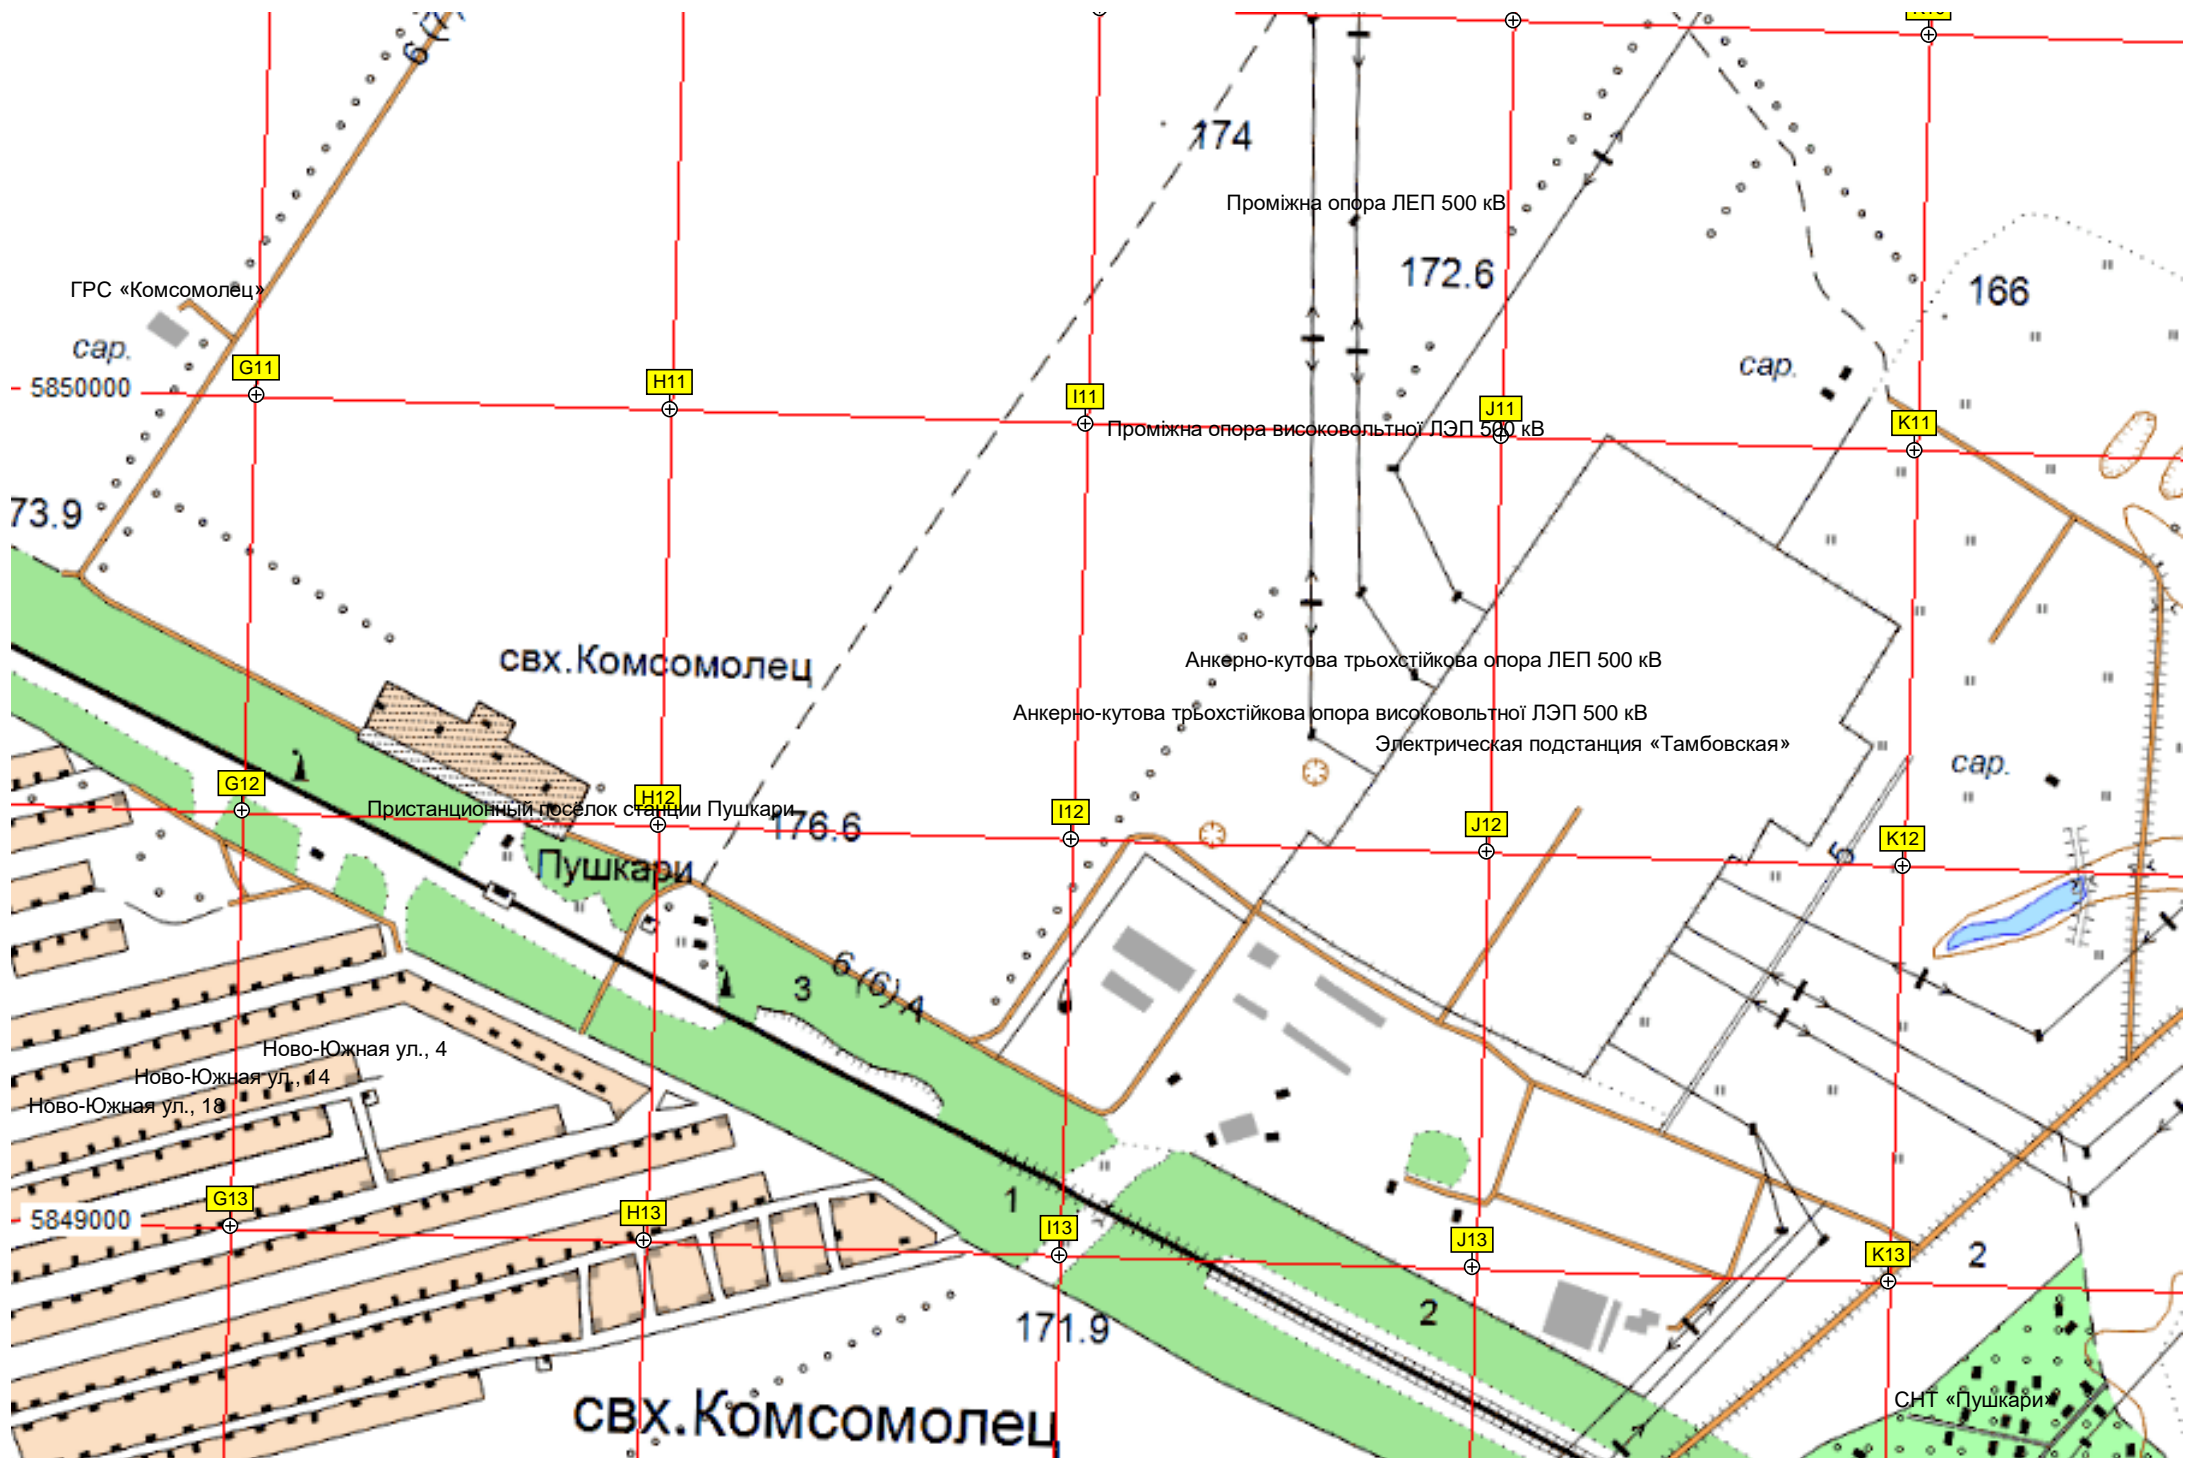 174
Проміжна опора ЛЕП 500 кВ
172.6
166
ГРС «Комсомолец»
сар.
сар.
G11
5850000
H11
I11
J11
K11
Проміжна опора високовольтної ЛЭП 500 кВ
73.9
свх.Комсомолец
Анкерно-кутова трьохстійкова опора ЛЕП 500 кВ
Анкерно-кутова трьохстійкова опора високовольтної ЛЭП 500 кВ
Электрическая подстанция «Тамбовская»
сар.
G12
H12
I12
J12
K12
Пристанционный посёлок станции Пушкари
176.6
5
Пушкари
3
6 (6) А
Ново-Южная ул., 4
Ново-Южная ул., 14
Ново-Южная ул., 18
1
G13
5849000
H13
I13
J13
K13
2
171.9
2
свх.Комсомолец
СНТ «Пушкари»